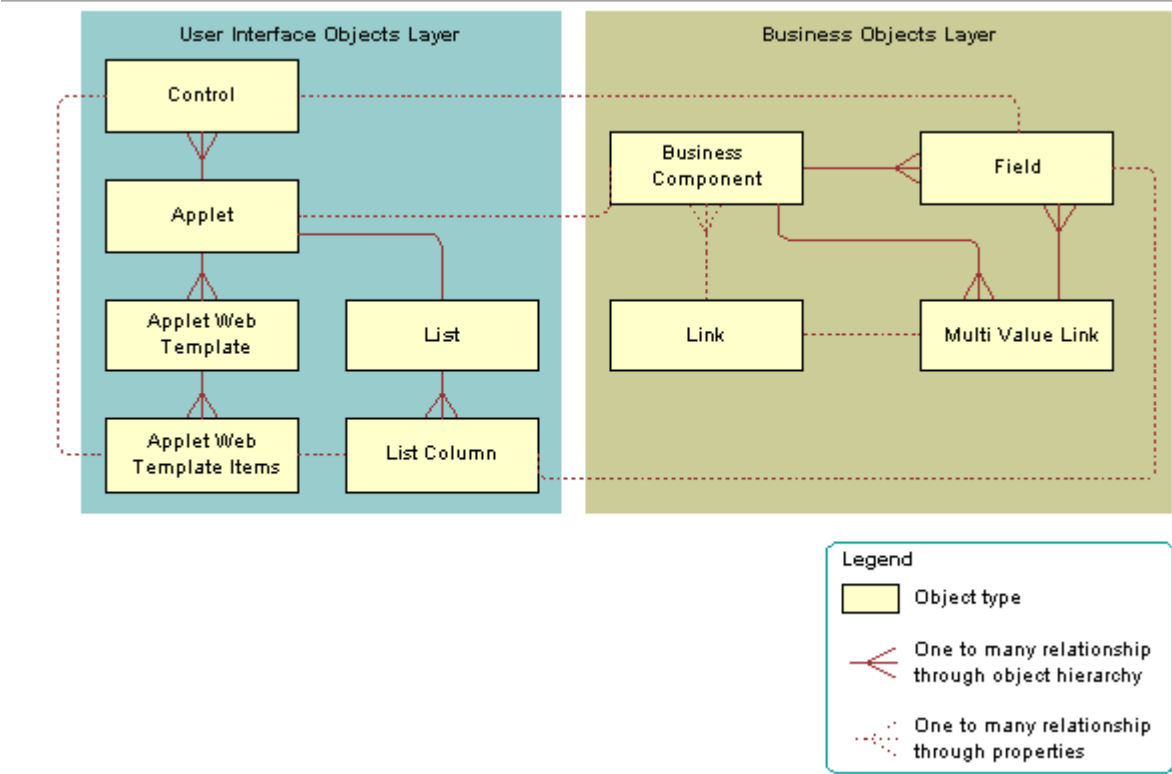 User Interface Objects Layer
Control
Applet
Applet Web
Template
List
Applet Web
Template Items
List Column
Business Objects Layer
Business
Component
Field
Link
Multi Value Link
Legend
Object type
One to many relationship
through object hierarchy
One to many relationship
through properties